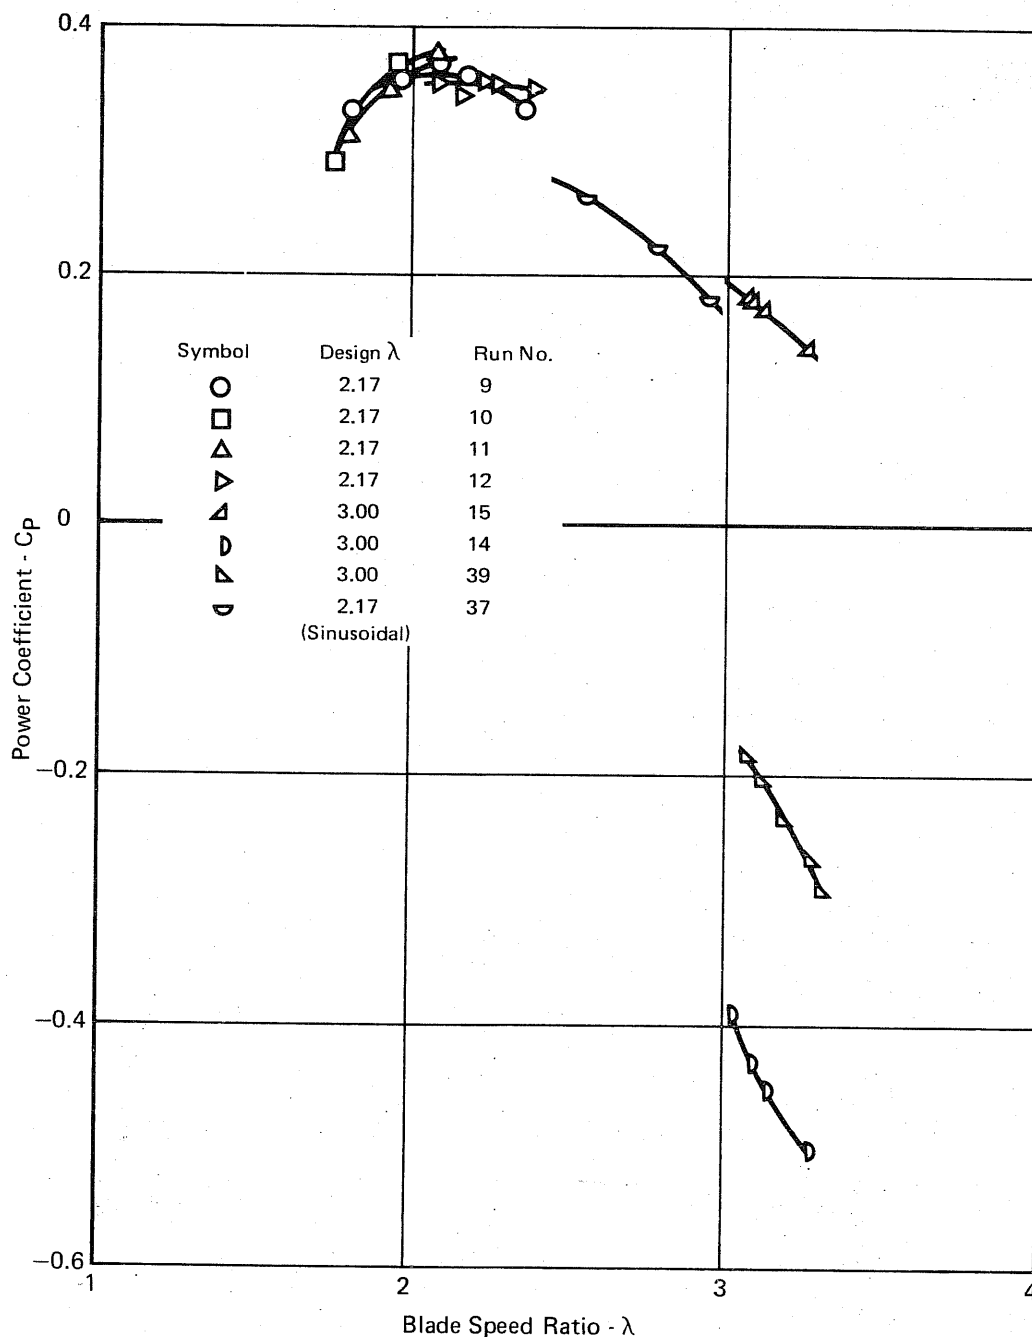 0.4
0.2
Symbol Design λ Run No.
2.17 9
2.17 10
2.17 11
2.17 12
3.00 15
3.00 14
3.00 39
2.17 37
(Sinusoidal)
0
−0.2
−0.4
−0.6
1 2 3 4
Power Coefficient - CP
Blade Speed Ratio - λ